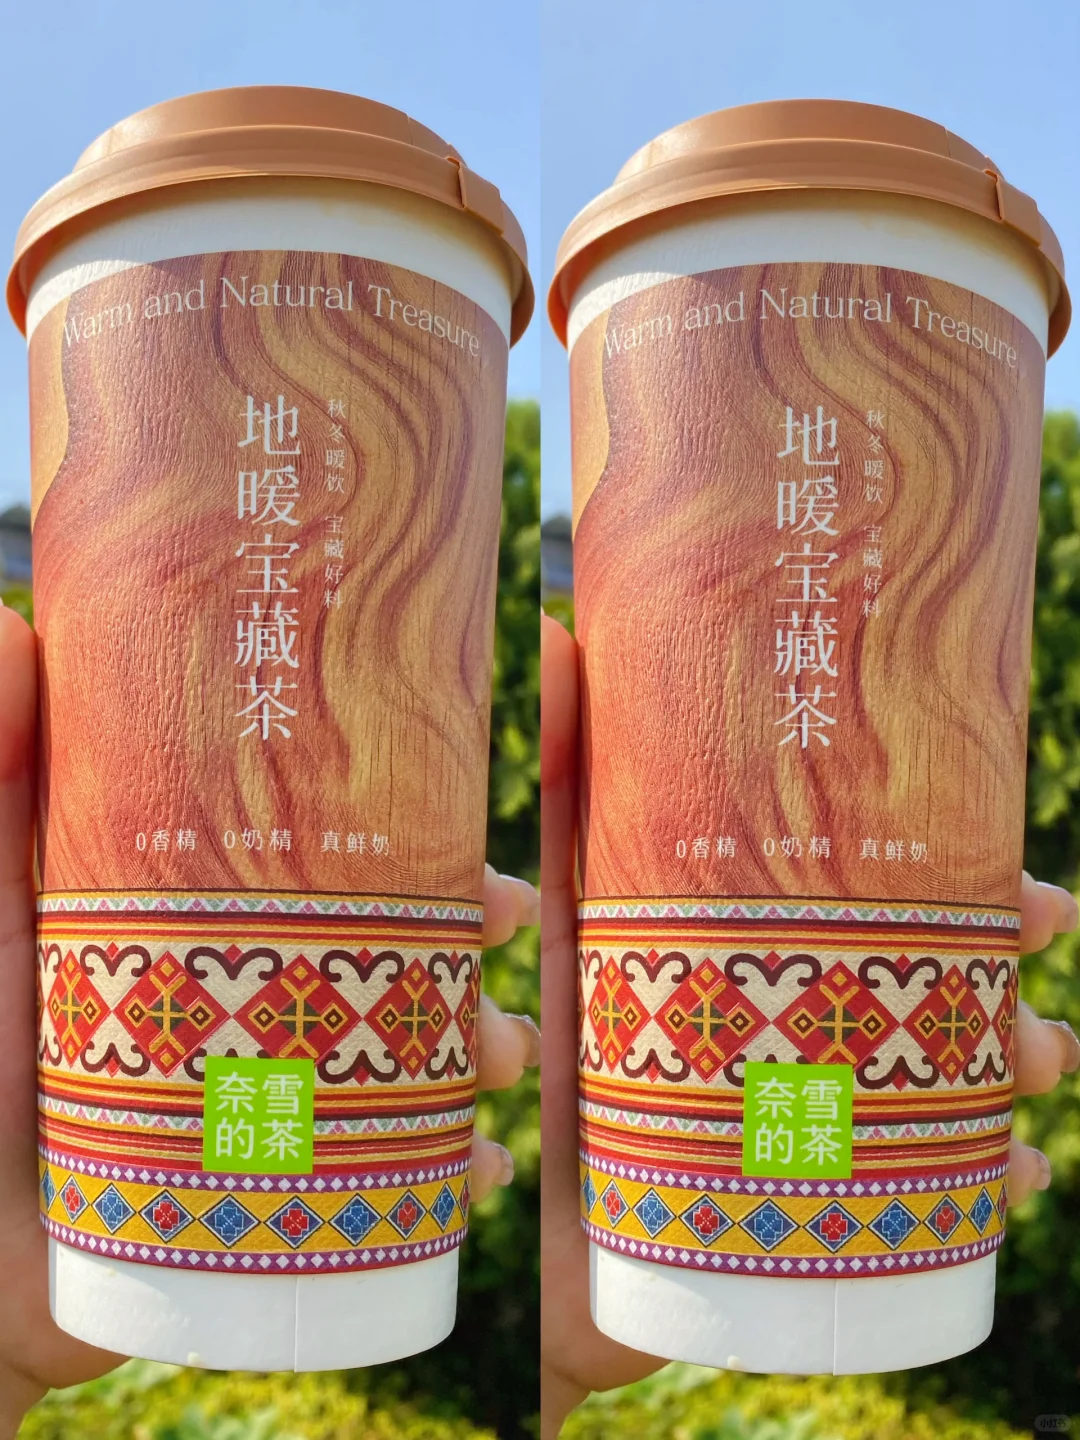 Warm and Natural Treasure
地暖宝藏茶
秋冬暖饮 宝藏好料
0香精 0奶精 真鲜奶
奈雪
的茶
Warm and Natural Treasure
地暖宝藏茶
秋冬暖饮 宝藏好料
0香精 0奶精 真鲜奶
奈雪
的茶
小红书